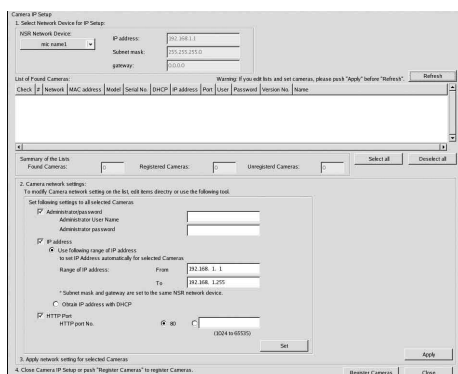 Camera IP Setup
1. Select Network Device for IP Setup:
NSR Network Device:
mic name1
IP address:
192.168.1.1
Subnet mask:
255.255.255.0
gateway:
0.0.0.0
List of Found Cameras:
Warning: If you edit lists and set cameras, please push "Apply" before "Refresh".
Refresh
Check # Network MAC address Model Serial No. DHCP IP address Port User Password Version No. Name
Summary of the Lists
Found Cameras: 0 Registered Cameras: 0 Unregisterd Cameras: 0
Select all
Deselect all
2. Camera network settings:
To modify Camera network setting on the list, edit items directry or use the following tool.
Set following settings to all selected Cameras
Administrator/password
Administrator User Name
Administrator password
IP address
Use following range of IP address
to set IP Address automatically for selected Cameras
Range of IP address: From 192.168. 1. 1
To 192.168. 1.255
* Subnet mask and gateway are set to the same NSR network device.
Obtain IP address with DHCP
HTTP Port
HTTP port No. 80
(1024 to 65535)
Set
3. Apply network setting for selected Cameras
Apply
4. Close Camera IP Setup or push "Register Cameras" to register Cameras.
Register Cameras
Close